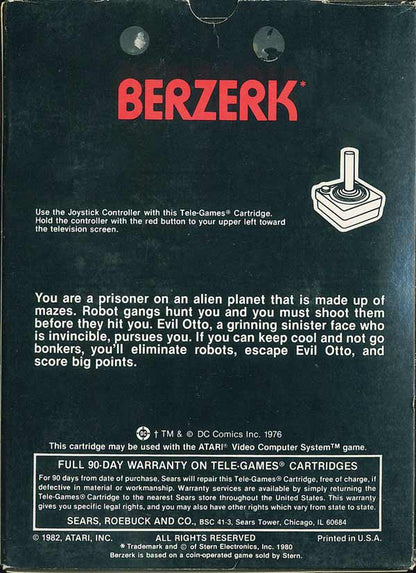 BERZERK*
Use the Joystick Controller with this Tele-Games® Cartridge.
Hold the controller with the red button to your upper left toward
the television screen.
You are a prisoner on an alien planet that is made up of
mazes. Robot gangs hunt you and you must shoot them
before they hit you. Evil Otto, a grinning sinister face who
is invincible, pursues you. If you can keep cool and not go
bonkers, you'll eliminate robots, escape Evil Otto, and
score big points.
DC † TM & © DC Comics Inc. 1976
This cartridge may be used with the ATARI® Video Computer System™ game.
FULL 90-DAY WARRANTY ON TELE-GAMES® CARTRIDGES
For 90 days from date of purchase, Sears will repair this Tele-Games® Cartridge, free of charge, if
defective in material or workmanship. Warranty services are available by simply returning the
Tele-Games® Cartridge to the nearest Sears store throughout the United States. This warranty
gives you specific legal rights, and you may also have other rights which vary from state to state.
SEARS, ROEBUCK AND CO., BSC 41-3, Sears Tower, Chicago, IL 60684
© 1982, ATARI, INC. ALL RIGHTS RESERVED Printed in U.S.A.
* Trademark and © of Stern Electronics, Inc. 1980
Berzerk is based on a coin-operated game sold by Stern.